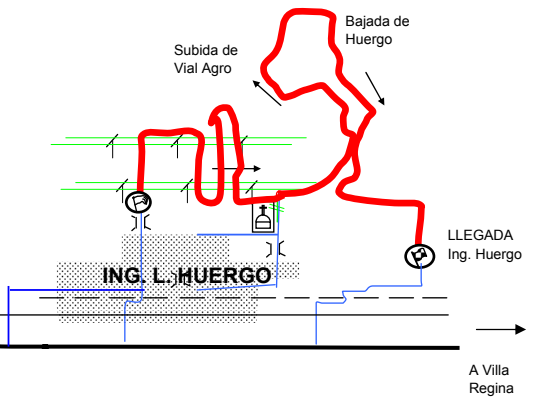 Bajada de
Huergo
Subida de
Vial Agro
LLEGADA
Ing. Huergo
ING. L. HUERGO
A Villa
Regina